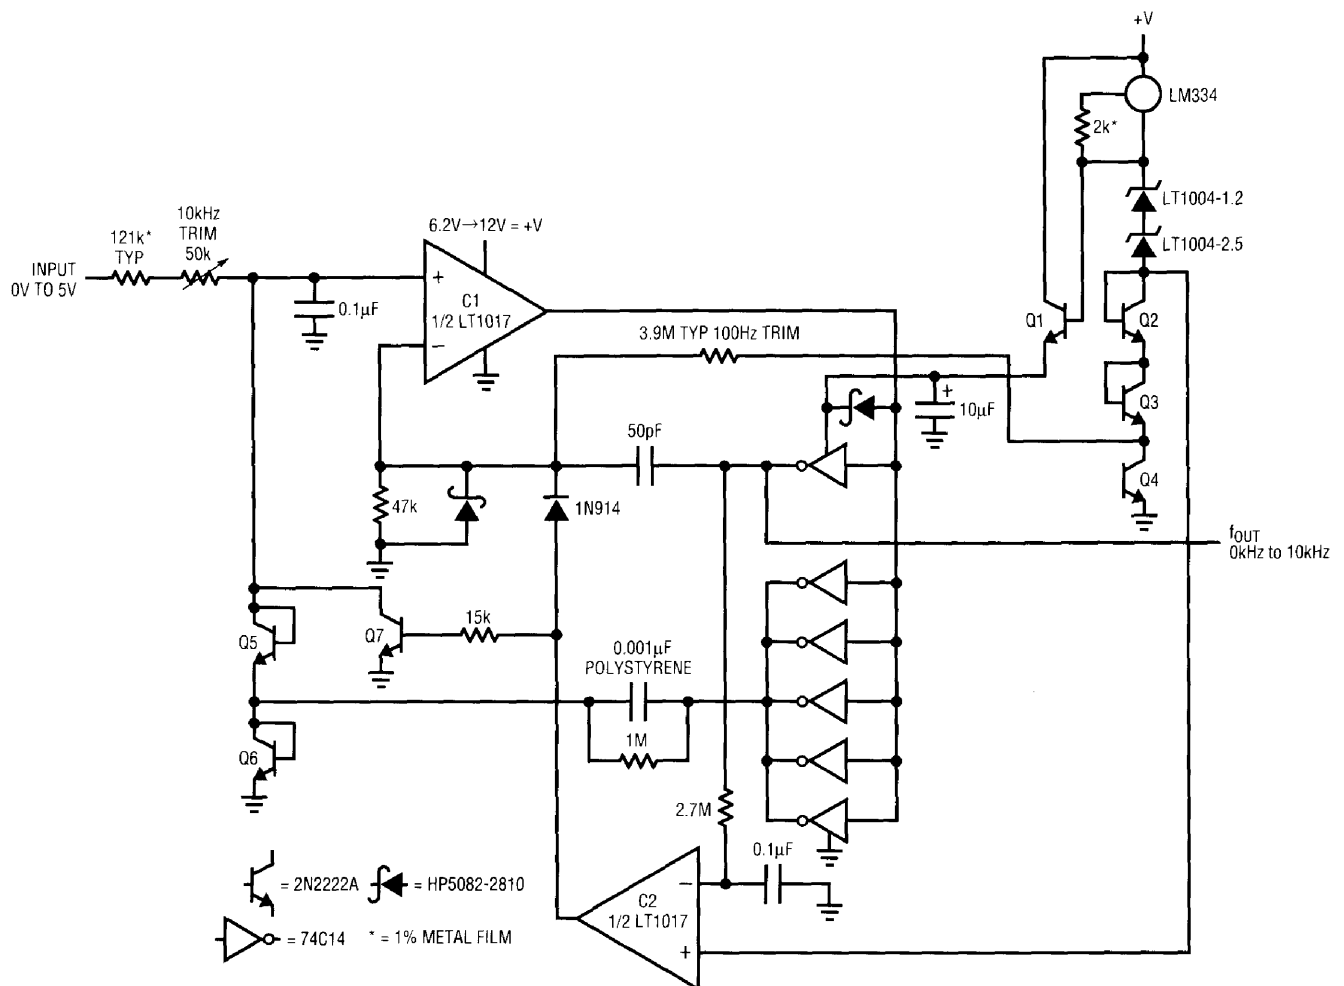 +V
LM334
2k*
LT1004-1.2
LT1004-2.5
6.2V→12V = +V
10kHz
TRIM
50k
121k*
TYP
INPUT
0V TO 5V
+
C1
1/2 LT1017
−
0.1µF
3.9M TYP 100Hz TRIM
Q1
Q2
Q3
Q4
+
10µF
50pF
47k
1N914
fOUT
0kHz to 10kHz
Q5
Q7
15k
0.001µF
POLYSTYRENE
1M
Q6
2.7M
0.1µF
−
C2
1/2 LT1017
+
= 2N2222A
= HP5082-2810
= 74C14
* = 1% METAL FILM